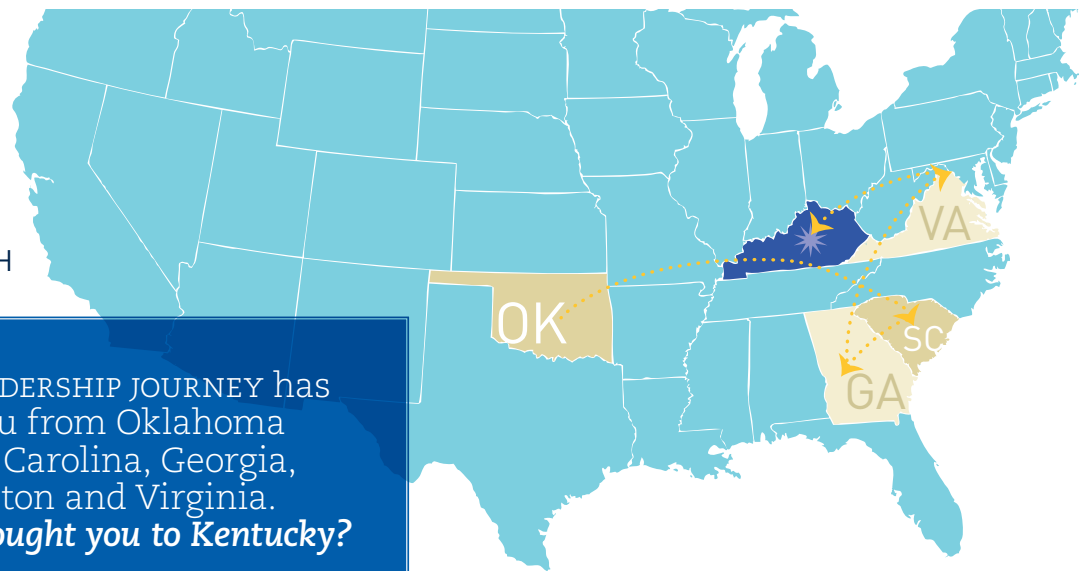 H
DERSHIP JOURNEY has
u from Oklahoma
Carolina, Georgia,
ton and Virginia.
ought you to Kentucky?
OK
VA
SC
GA